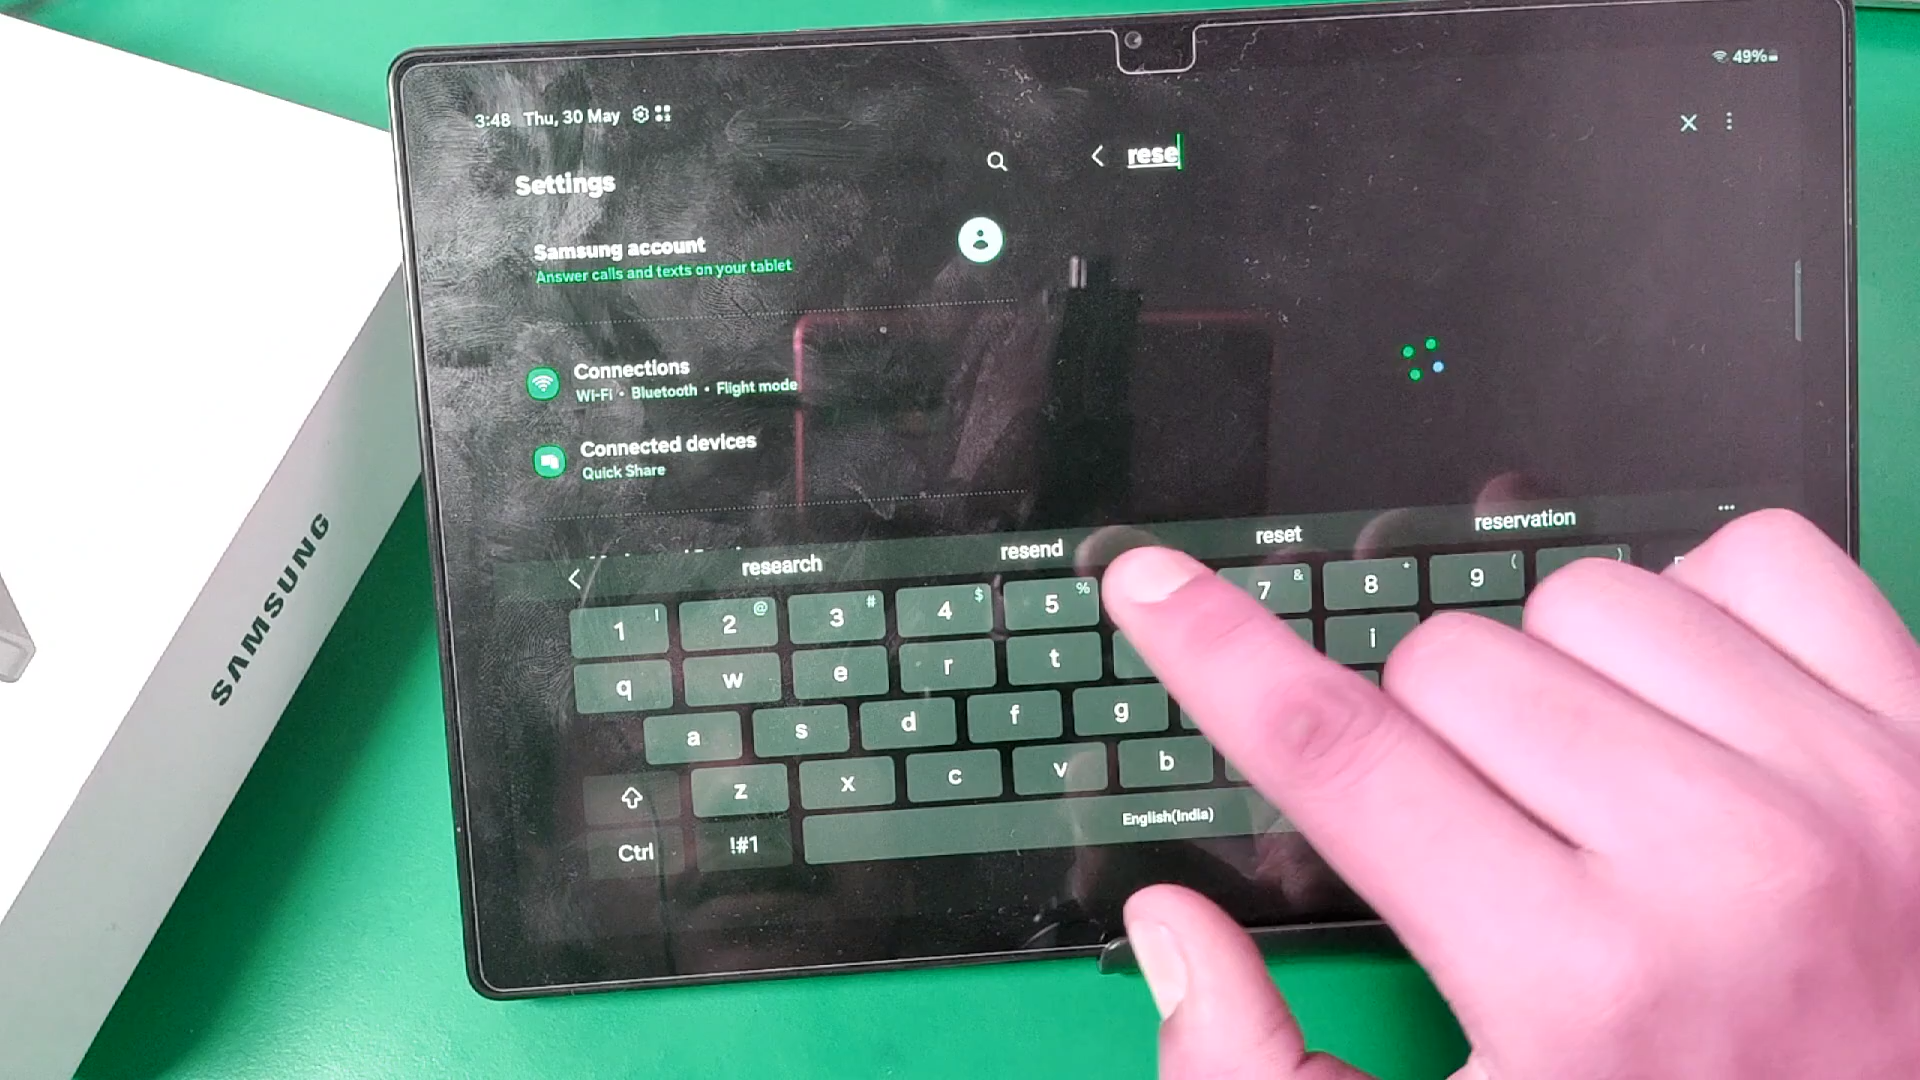 49%
3:48 Thu, 30 May
Settings
rese
Samsung account
Answer calls and texts on your tablet
Connections
Wi-Fi • Bluetooth • Flight mode
Connected devices
Quick Share
research resend reset reservation
1 ! 2 @ 3 # 4 $ 5 % 7 & 8 * 9 ( )
q w e r t i
a s d f g
z x c v b
Ctrl !#1 English(India)
SAMSUNG